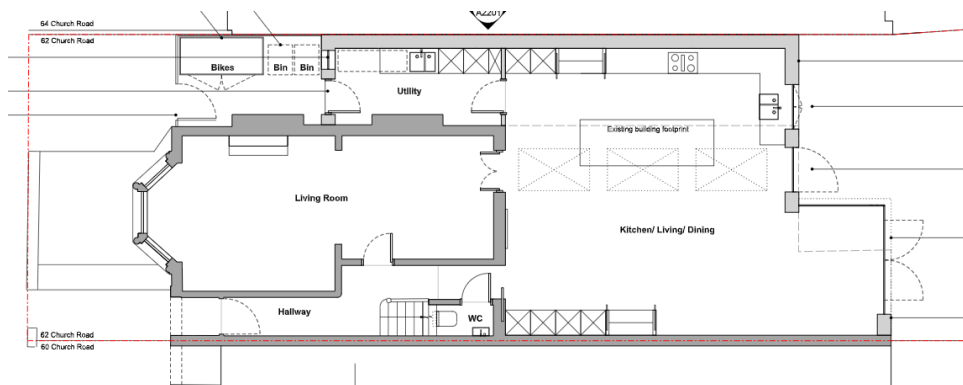 A2201
64 Church Road
62 Church Road
Bikes
Bin
Bin
Utility
Existing building footprint
Living Room
Kitchen/ Living/ Dining
Hallway
WC
62 Church Road
60 Church Road